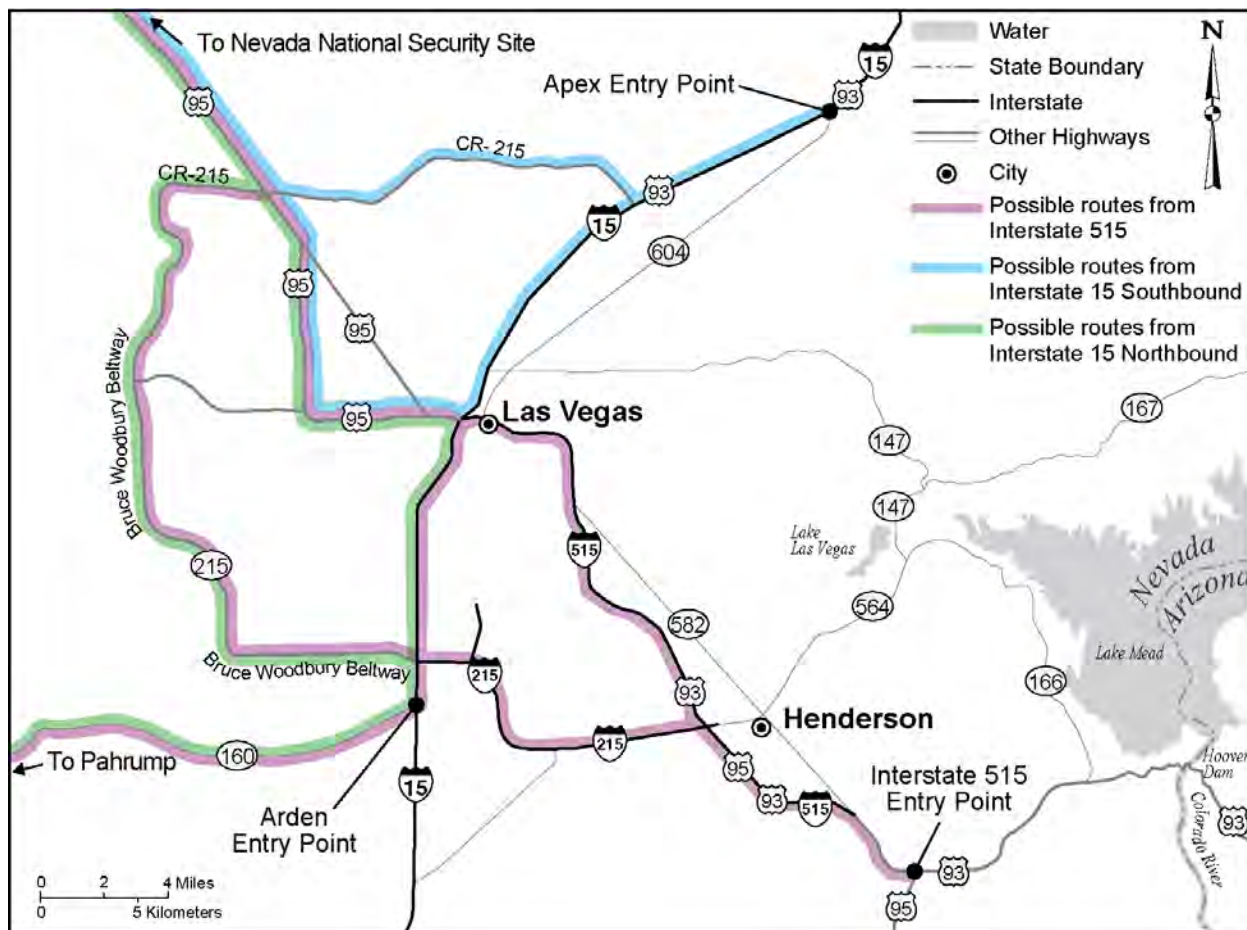 To Nevada National Security Site
95
CR-215
CR- 215
Apex Entry Point
93
15
93
15
604
95
95
95
Las Vegas
Bruce Woodbury Beltway
Bruce Woodbury Beltway
215
Bruce Woodbury Beltway
160
To Pahrump
Arden
Entry Point
15
215
215
515
582
93
95
93
515
Henderson
Interstate 515
Entry Point
93
95
147
167
147
Lake
Las Vegas
564
166
Nevada
Arizona
Lake Mead
Hoover
Dam
Colorado River
93
0 2 4 Miles
0 5 Kilometers
N
Water
State Boundary
Interstate
Other Highways
City
Possible routes from
Interstate 515
Possible routes from
Interstate 15 Southbound
Possible routes from
Interstate 15 Northbound